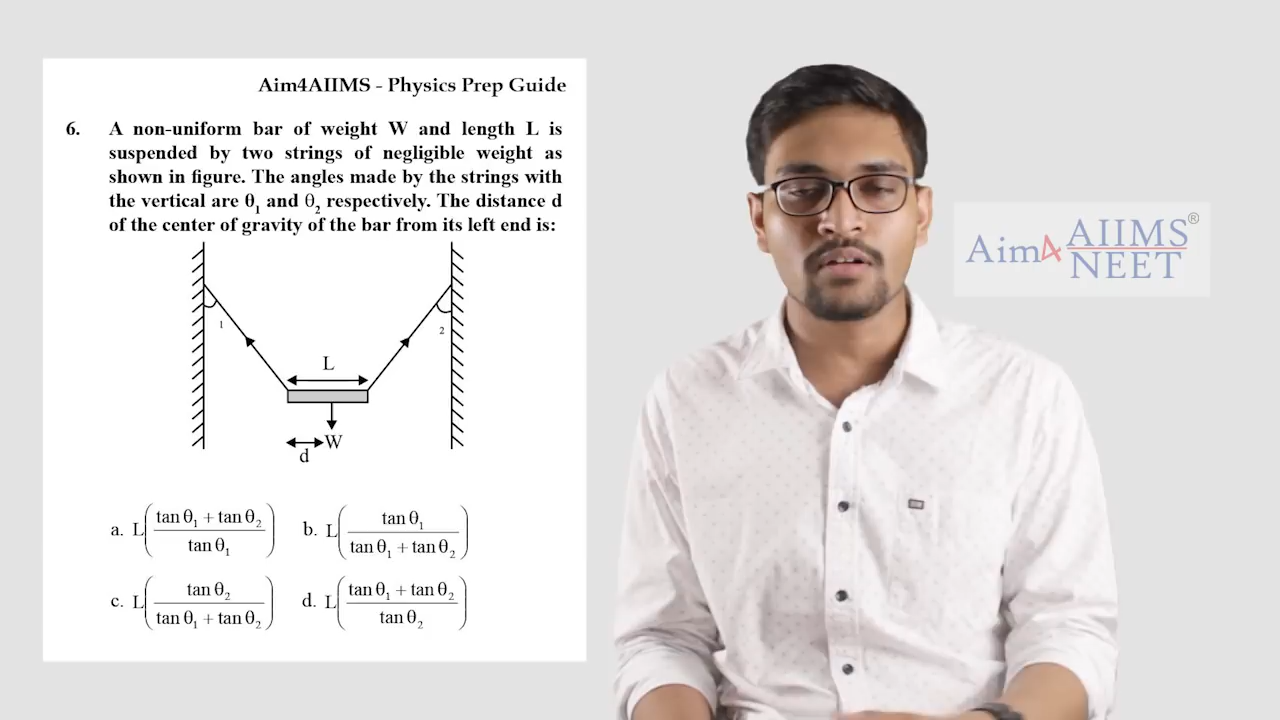 Aim4AIIMS - Physics Prep Guide
6. A non-uniform bar of weight W and length L is
suspended by two strings of negligible weight as
shown in figure. The angles made by the strings with
the vertical are θ₁ and θ₂ respectively. The distance d
of the center of gravity of the bar from its left end is:
1
2
L
W
d
a. L((tan θ₁ + tan θ₂)/(tan θ₁)) b. L((tan θ₁)/(tan θ₁ + tan θ₂))
c. L((tan θ₂)/(tan θ₁ + tan θ₂)) d. L((tan θ₁ + tan θ₂)/(tan θ₂))
Aim4 AIIMS®
NEET